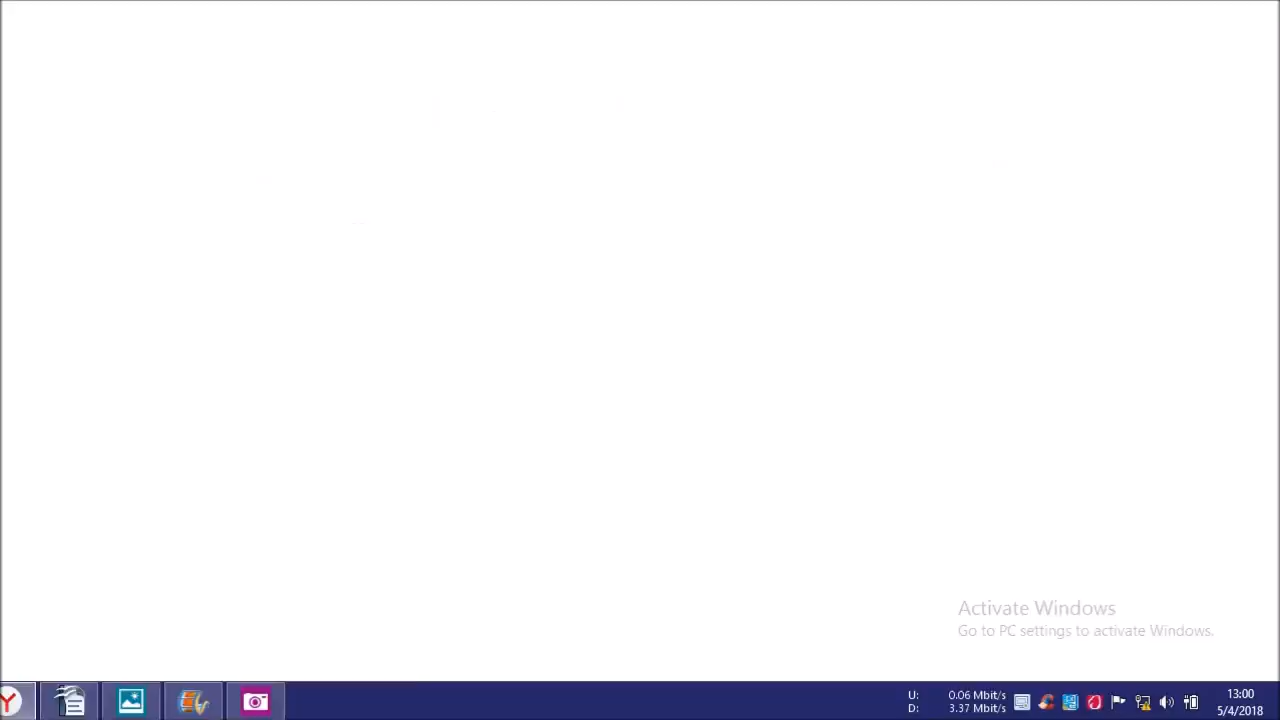 Activate Windows
Go to PC settings to activate Windows.
U: 0.06 Mbit/s
D: 3.37 Mbit/s
13:00
5/4/2018